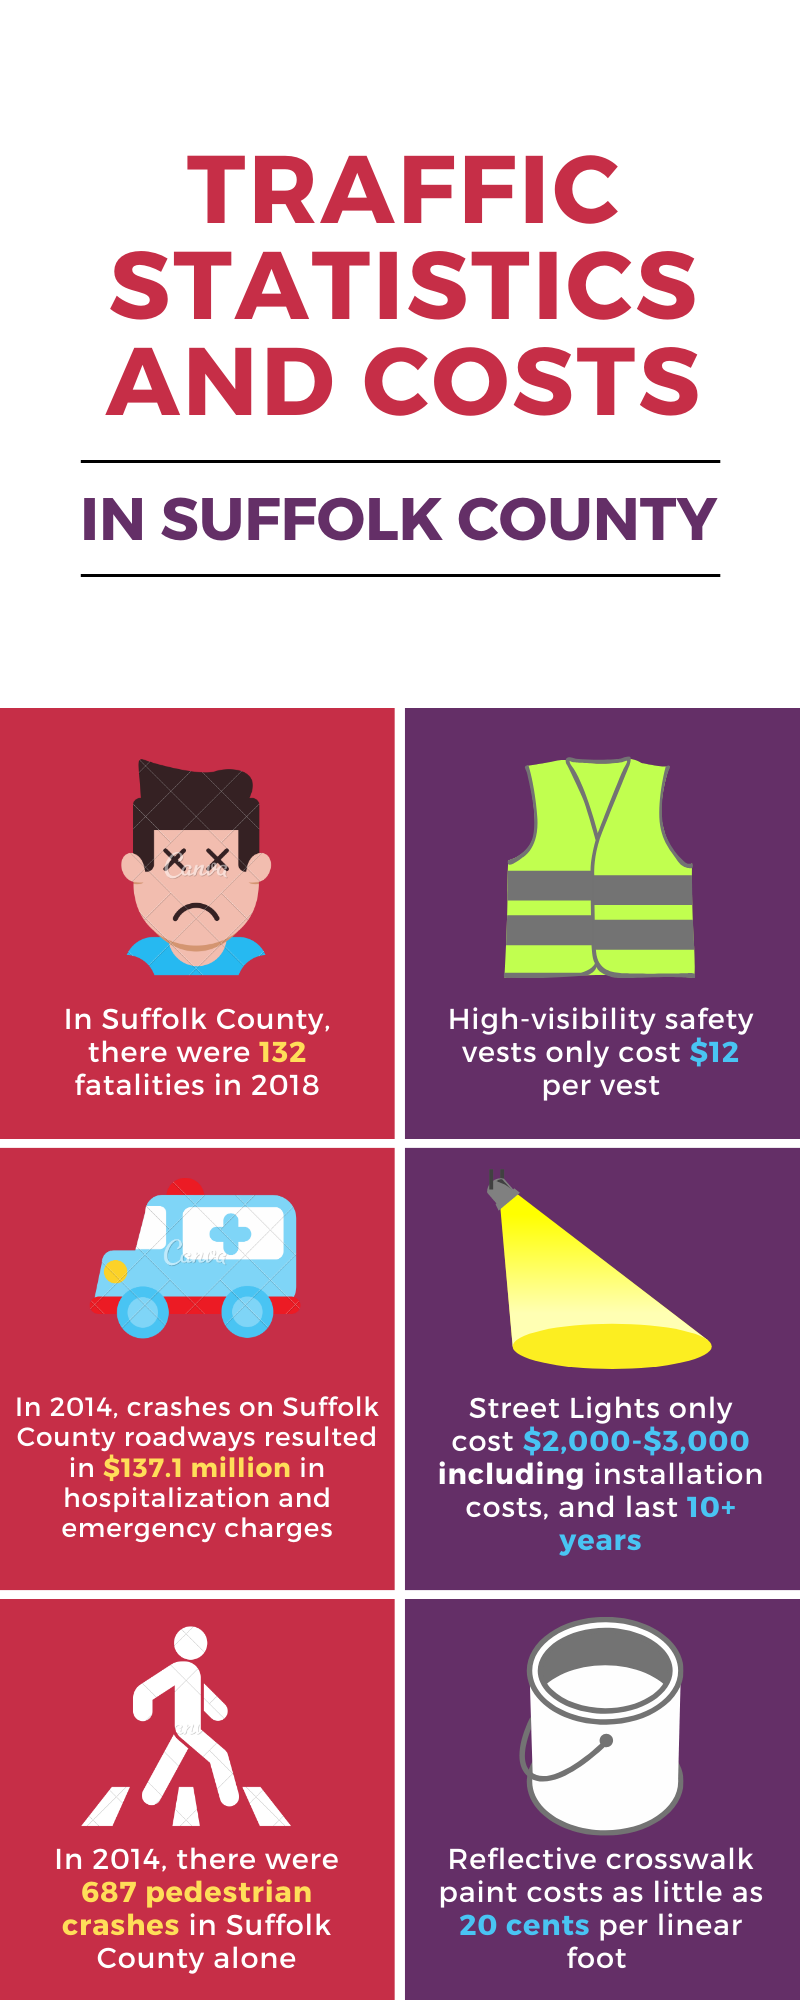 TRAFFIC
STATISTICS
AND COSTS
IN SUFFOLK COUNTY
Canva
In Suffolk County,
there were 132
fatalities in 2018
High-visibility safety
vests only cost $12
per vest
Canva
In 2014, crashes on Suffolk
County roadways resulted
in $137.1 million in
hospitalization and
emergency charges
Street Lights only
cost $2,000-$3,000
including installation
costs, and last 10+
years
In 2014, there were
687 pedestrian
crashes in Suffolk
County alone
Reflective crosswalk
paint costs as little as
20 cents per linear
foot